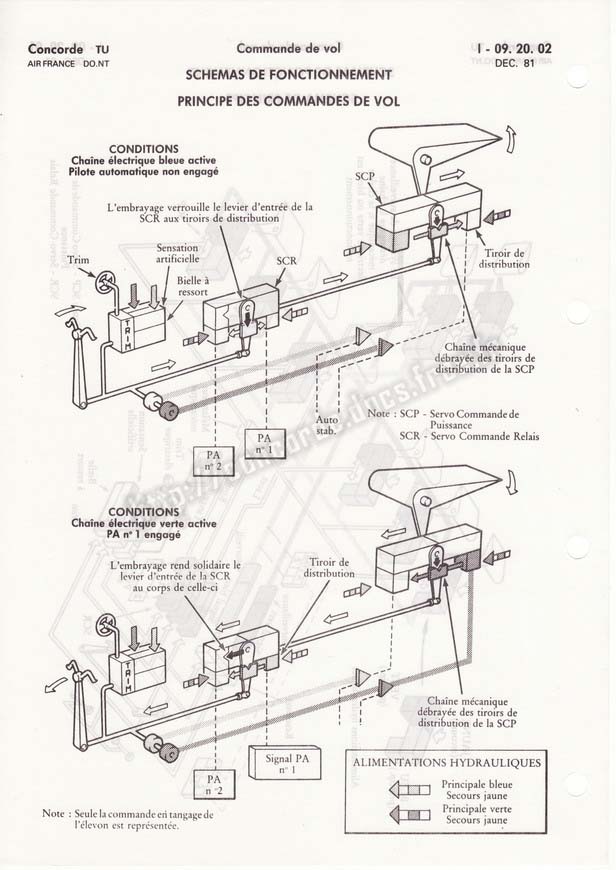 Concorde TU
AIR FRANCE DO.NT
Commande de vol
I - 09. 20. 02
DEC. 81
SCHEMAS DE FONCTIONNEMENT
PRINCIPE DES COMMANDES DE VOL
CONDITIONS
Chaîne électrique bleue active
Pilote automatique non engagé
SCP
L'embrayage verrouille le levier d'entrée de la
SCR aux tiroirs de distribution
Trim
Sensation
artificielle
Bielle à
ressort
SCR
Tiroir de
distribution
C
C
TRIM
Chaîne mécanique
débrayée des tiroirs de
distribution de la SCP
Auto
stab.
Note : SCP - Servo Commande de
Puissance
SCR - Servo Commande Relais
PA
n° 2
PA
n° 1
CONDITIONS
Chaîne électrique verte active
PA n° 1 engagé
L'embrayage rend solidaire le
levier d'entrée de la SCR
au corps de celle-ci
Tiroir de
distribution
C
C
TRIM
Chaîne mécanique
débrayée des tiroirs de
distribution de la SCP
Signal PA
n° 1
PA
n° 2
ALIMENTATIONS HYDRAULIQUES
Principale bleue
Secours jaune
Principale verte
Secours jaune
Note : Seule la commande en tangage de
l'élevon est représentée.